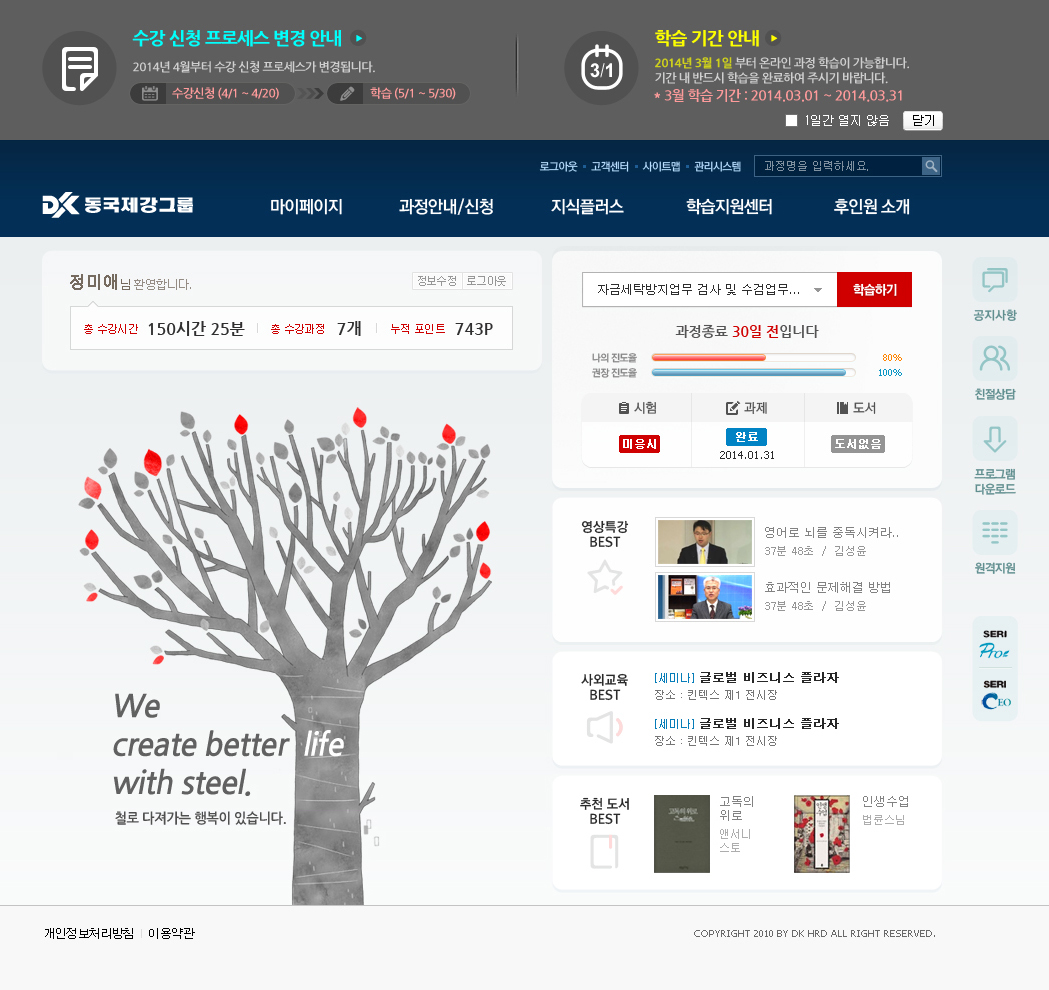 수강 신청 프로세스 변경 안내
2014년 4월부터 수강 신청 프로세스가 변경됩니다.
수강신청 (4/1 ~ 4/20)
학습 (5/1 ~ 5/30)
3/1
학습 기간 안내
2014년 3월 1일 부터 온라인 과정 학습이 가능합니다.
기간 내 반드시 학습을 완료하여 주시기 바랍니다.
* 3월 학습 기간 : 2014.03.01 ~ 2014.03.31
1일간 열지 않음
닫기
로그아웃
고객센터
사이트맵
관리시스템
과정명을 입력하세요.
DK 동국제강그룹
마이페이지
과정안내/신청
지식플러스
학습지원센터
후인원 소개
정미애님 환영합니다.
정보수정
로그아웃
총 수강시간 150시간 25분
총 수강과정 7개
누적 포인트 743P
We
create better life
with steel.
철로 다져가는 행복이 있습니다.
자금세탁방지업무 검사 및 수검업무...
학습하기
과정종료 30일 전입니다
나의 진도율 80%
권장 진도율 100%
시험
과제
도서
미응시
완료
2014.01.31
도서없음
영상특강
BEST
영어로 뇌를 중독시켜라..
37분 48초 / 김성윤
효과적인 문제해결 방법
37분 48초 / 김성윤
사외교육
BEST
[세미나] 글로벌 비즈니스 플라자
장소 : 킨텍스 제1 전시장
[세미나] 글로벌 비즈니스 플라자
장소 : 킨텍스 제1 전시장
추천 도서
BEST
고독의 위로
고독의
위로
앤서니
스토
인생수업
인생수업
법륜스님
공지사항
친절상담
프로그램
다운로드
원격지원
SERI
Pro
SERI
CEO
개인정보처리방침
이용약관
COPYRIGHT 2010 BY DK HRD ALL RIGHT RESERVED.